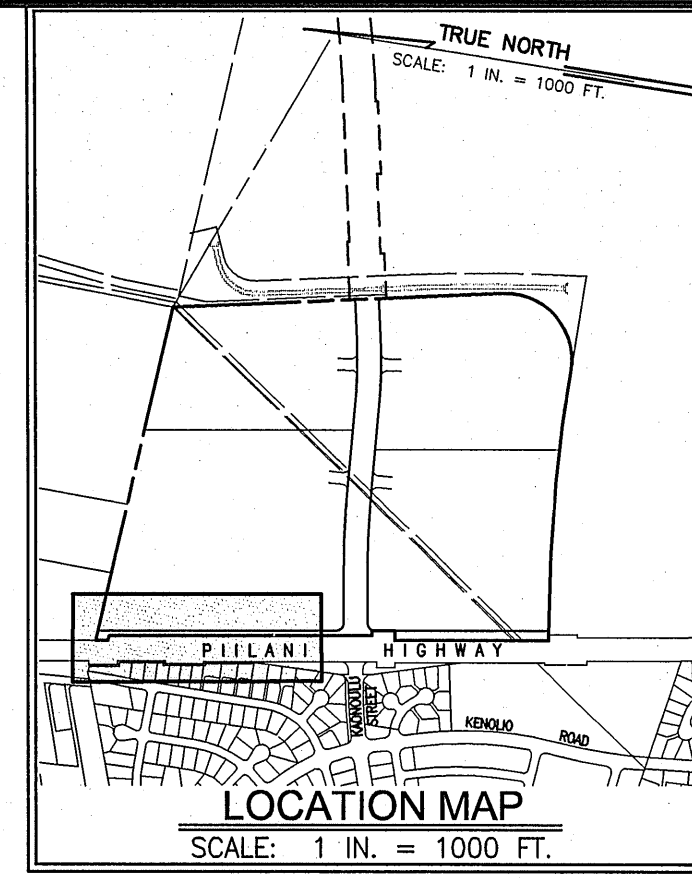 TRUE NORTH
SCALE: 1 IN. = 1000 FT.
PIILANI HIGHWAY
KAONOULU
STREET
KENOLIO ROAD
LOCATION MAP
SCALE: 1 IN. = 1000 FT.